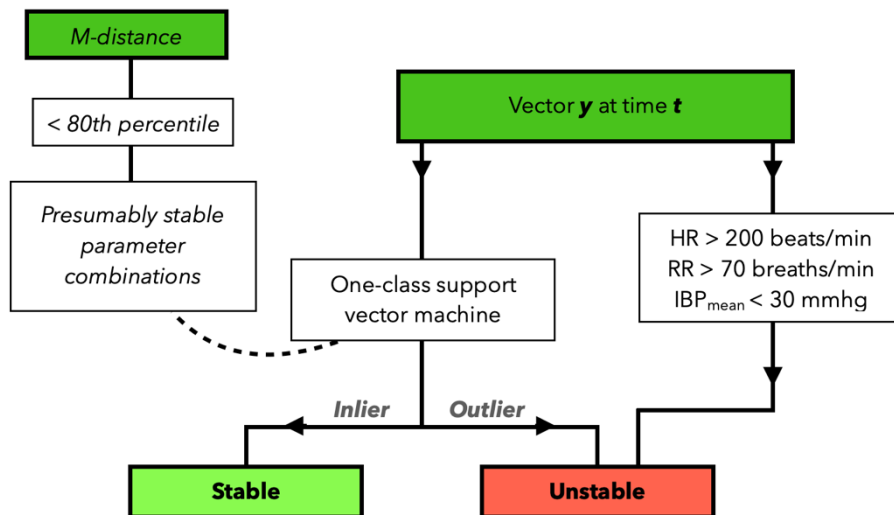 M-distance
< 80th percentile
Presumably stable
parameter
combinations
Vector y at time t
One-class support
vector machine
HR > 200 beats/min
RR > 70 breaths/min
IBPmean < 30 mmhg
Inlier
Outlier
Stable
Unstable